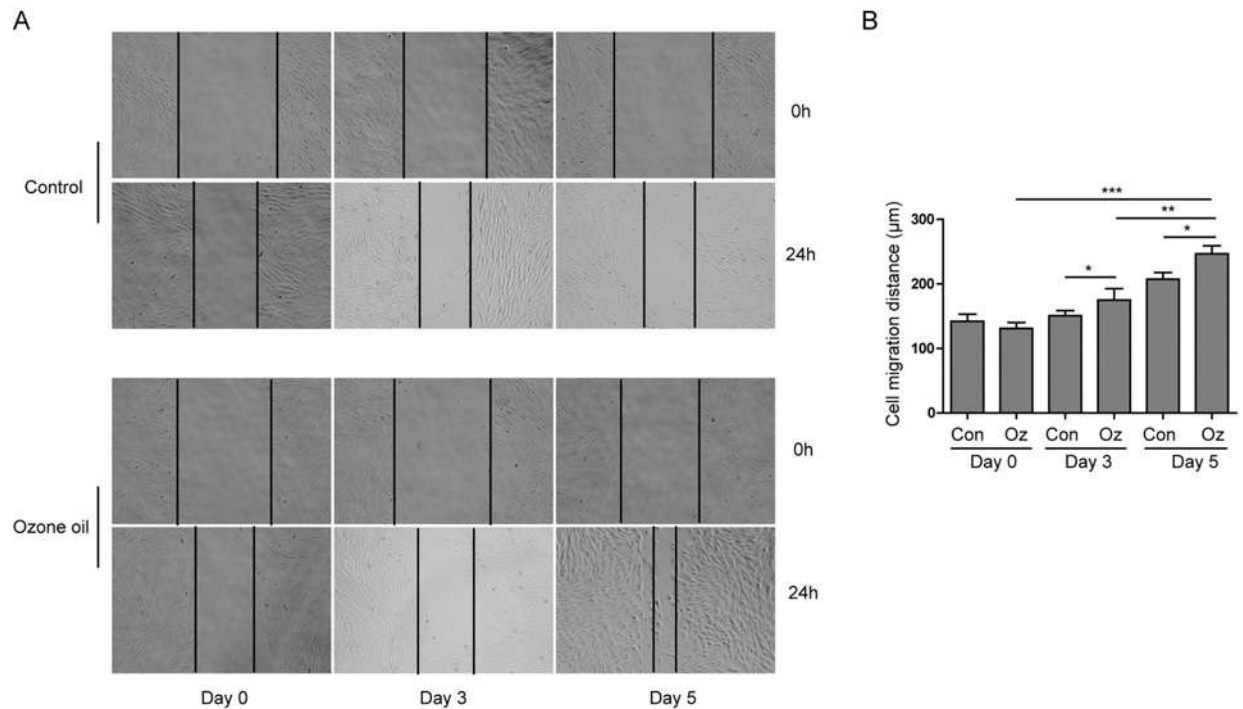 A
0h
Control
24h
0h
Ozone oil
24h
Day 0 Day 3 Day 5
B
***
**
*
*
Cell migration distance (μm)
300
200
100
0
Con Oz Con Oz Con Oz
Day 0 Day 3 Day 5